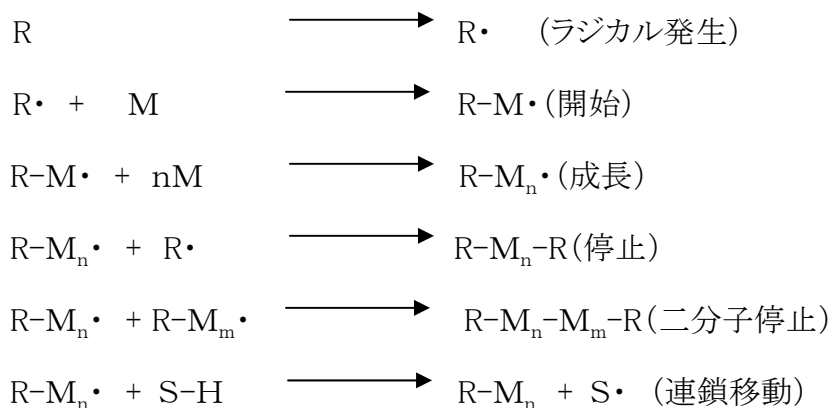 R ⟶ R・ (ラジカル発生)
R・ + M ⟶ R-M・(開始)
R-M・ + nM ⟶ R-Mₙ・(成長)
R-Mₙ・ + R・ ⟶ R-Mₙ-R(停止)
R-Mₙ・ + R-Mₘ・ ⟶ R-Mₙ-Mₘ-R(二分子停止)
R-Mₙ・ + S-H ⟶ R-Mₙ + S・ (連鎖移動)